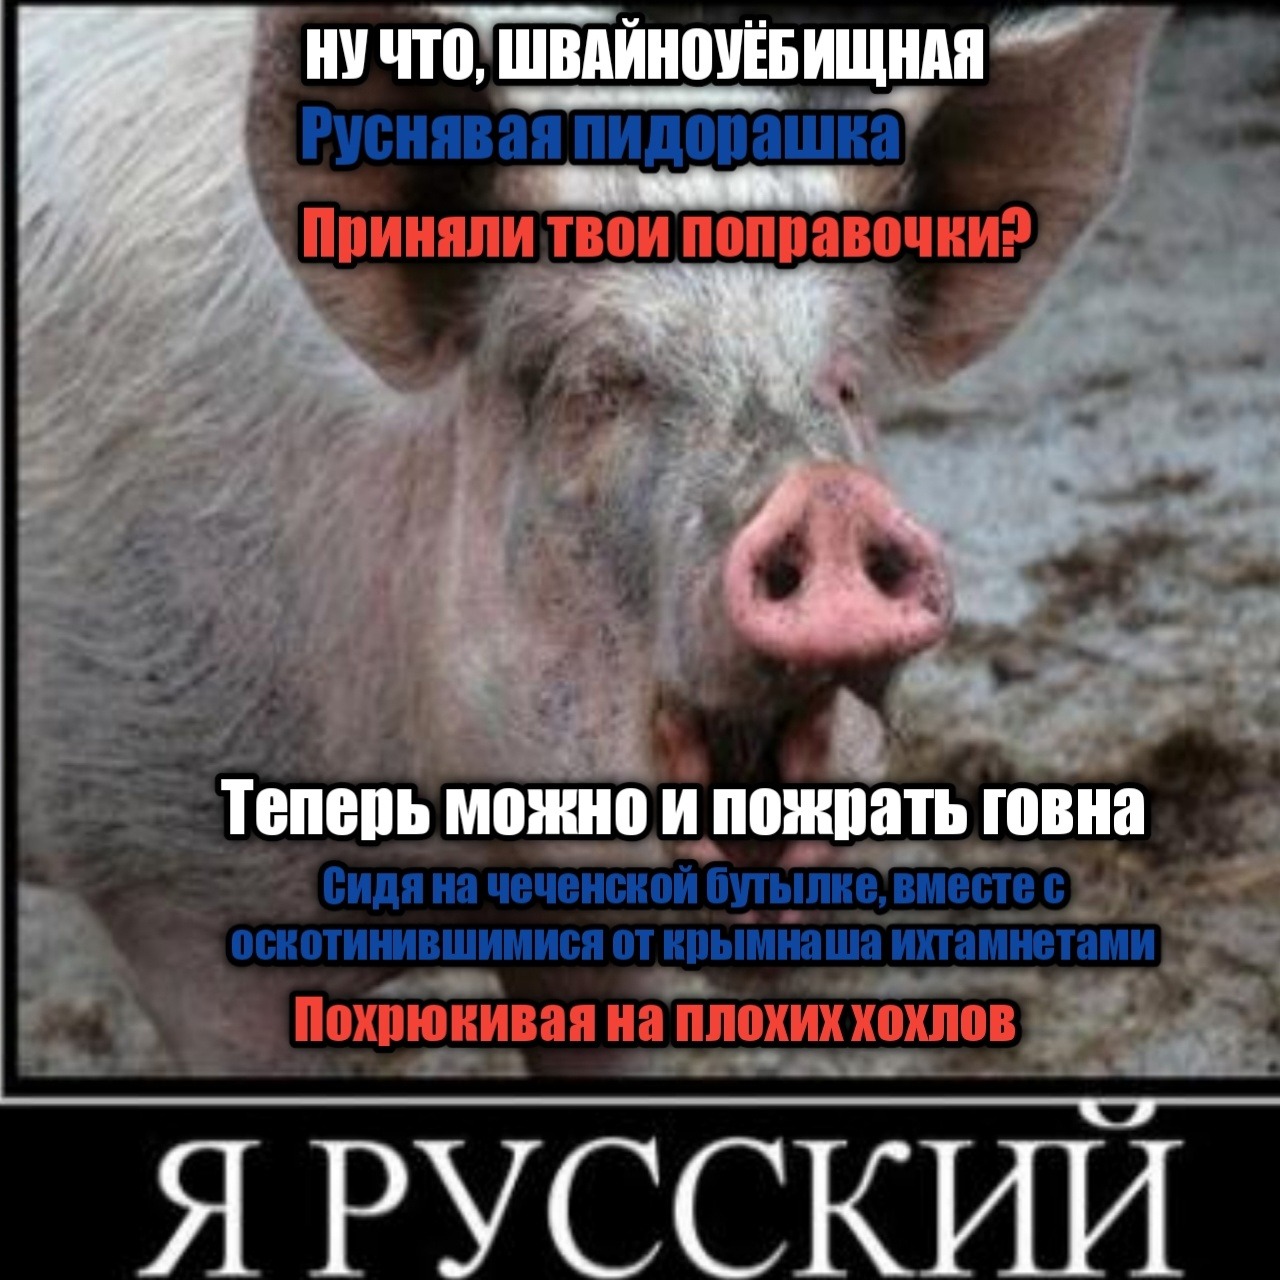 НУ ЧТО, ШВАЙНОУЁБИЩНАЯ
Руснявая пидорашка
Приняли твои поправочки?
Теперь можно и пожрать говна
Сидя на чеченской бутылке, вместе с
оскотинившимися от крымнаша ихтамнетами
Похрюкивая на плохих хохлов
Я РУССКИЙ